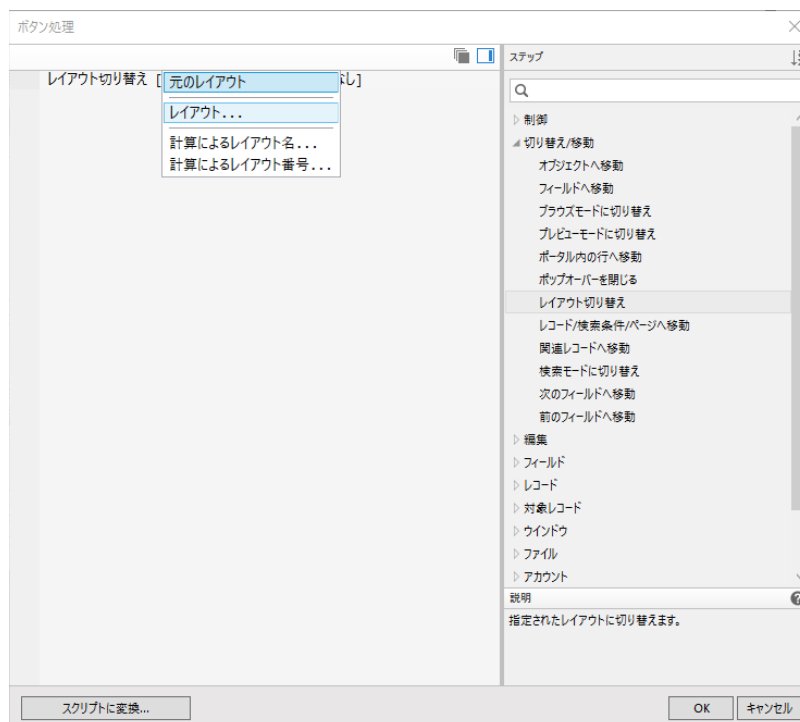 ボタン処理
ステップ
レイアウト切り替え [
なし]
元のレイアウト
レイアウト...
計算によるレイアウト名...
計算によるレイアウト番号...
制御
切り替え/移動
オブジェクトへ移動
フィールドへ移動
ブラウズモードに切り替え
プレビューモードに切り替え
ポータル内の行へ移動
ポップオーバーを閉じる
レイアウト切り替え
レコード/検索条件/ページへ移動
関連レコードへ移動
検索モードに切り替え
次のフィールドへ移動
前のフィールドへ移動
編集
フィールド
レコード
対象レコード
ウインドウ
ファイル
アカウント
説明
指定されたレイアウトに切り替えます。
スクリプトに変換...
OK
キャンセル